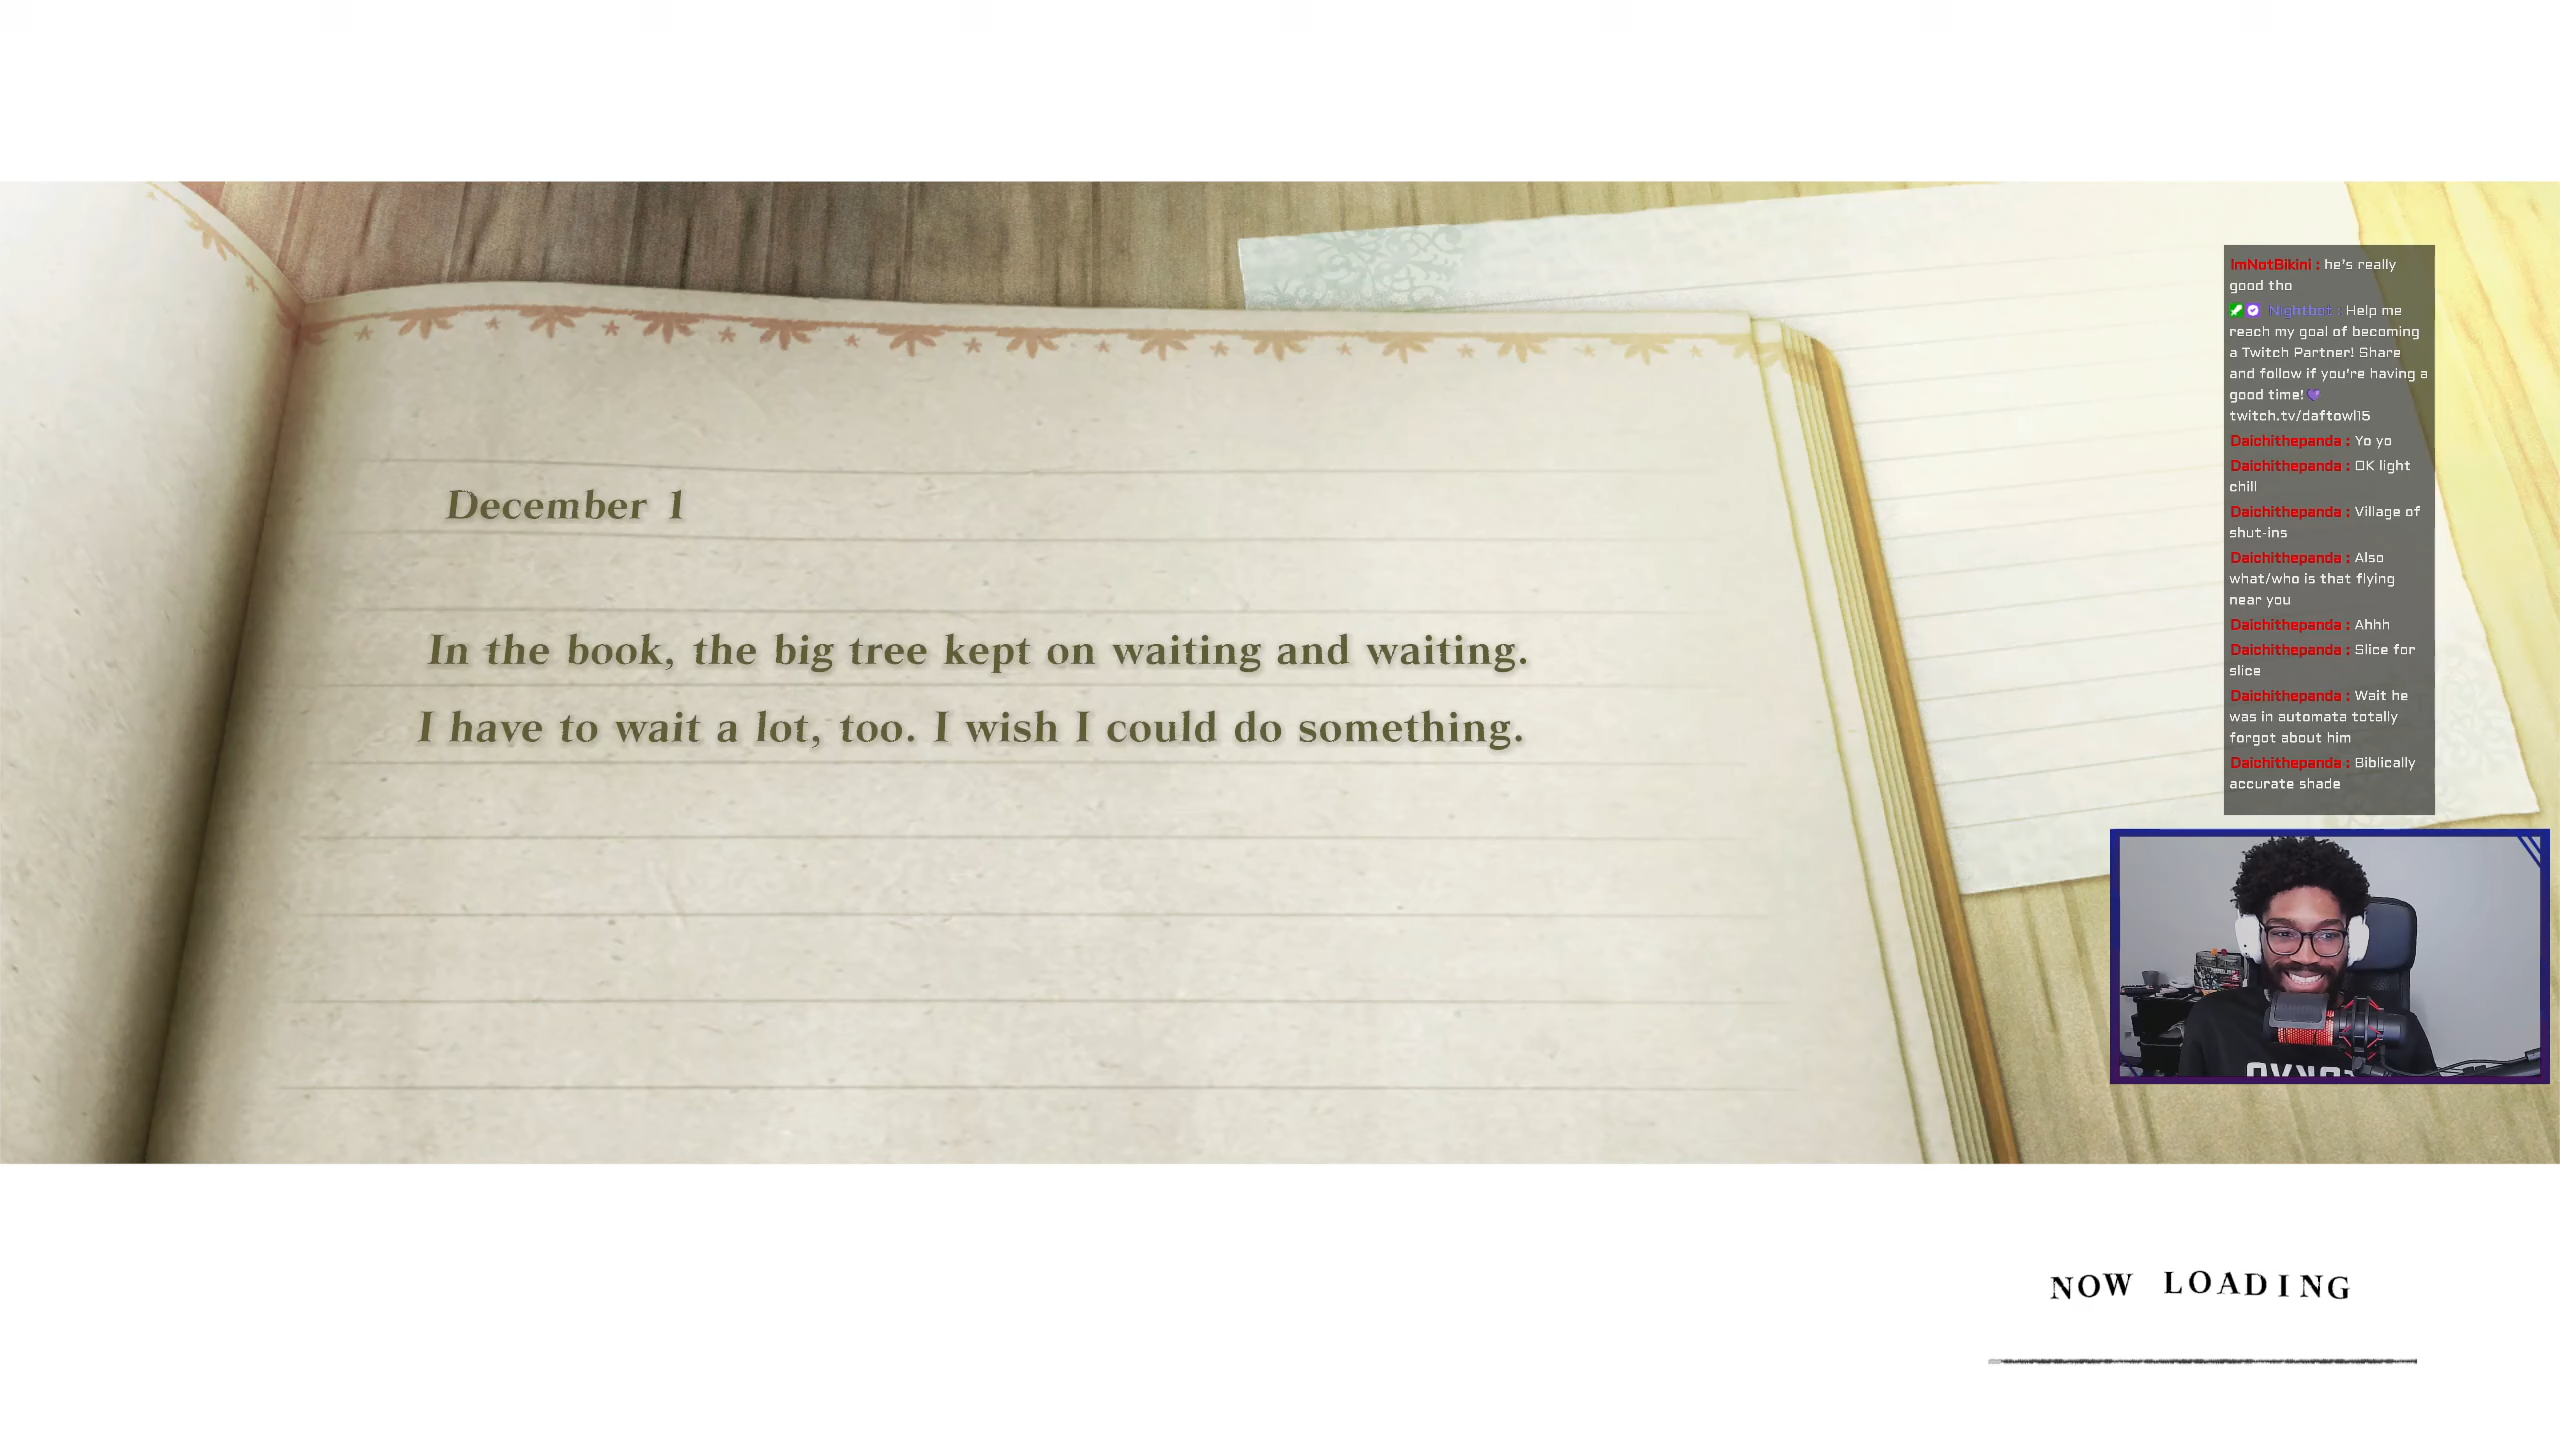 December 1
In the book, the big tree kept on waiting and waiting.
I have to wait a lot, too. I wish I could do something.
ImNotBikini : he's really
good tho
Nightbot : Help me
reach my goal of becoming
a Twitch Partner! Share
and follow if you're having a
good time! 💜
twitch.tv/daftowl15
Daichithepanda : Yo yo
Daichithepanda : OK light
chill
Daichithepanda : Village of
shut-ins
Daichithepanda : Also
what/who is that flying
near you
Daichithepanda : Ahhh
Daichithepanda : Slice for
slice
Daichithepanda : Wait he
was in automata totally
forgot about him
Daichithepanda : Biblically
accurate shade
NOW LOADING